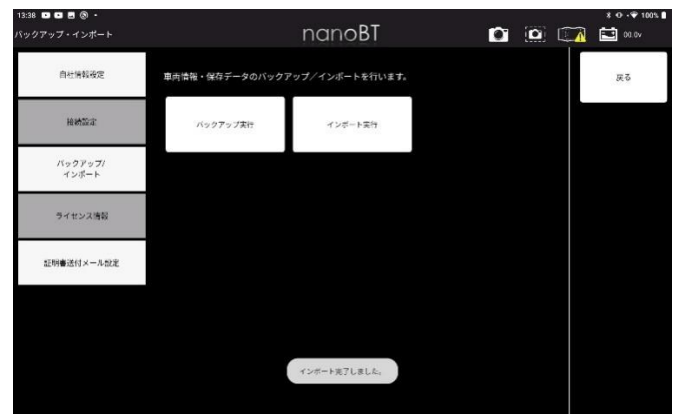 13:38
100%
バックアップ・インポート
nanoBT
00.0v
自社情報設定
車両情報・保存データのバックアップ／インポートを行います。
戻る
接続設定
バックアップ実行
インポート実行
バックアップ/
インポート
ライセンス情報
証明書送付メール設定
インポート完了しました。